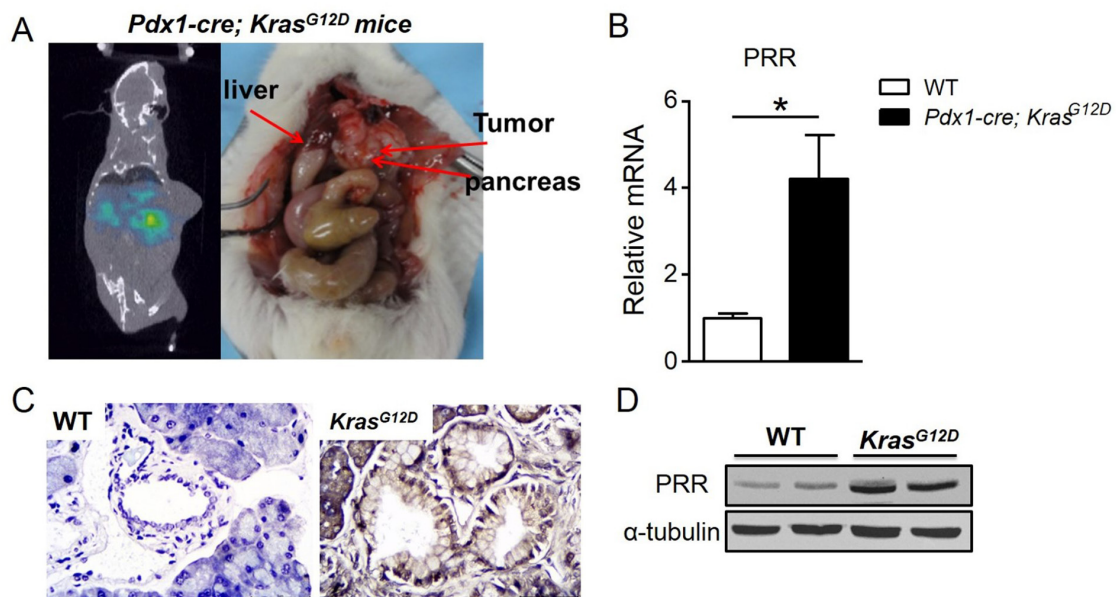 A
Pdx1-cre; KrasG12D mice
liver
Tumor
pancreas
B
PRR
WT
Pdx1-cre; KrasG12D
*
6
4
2
0
Relative mRNA
C
WT
KrasG12D
D
WT KrasG12D
PRR
α-tubulin